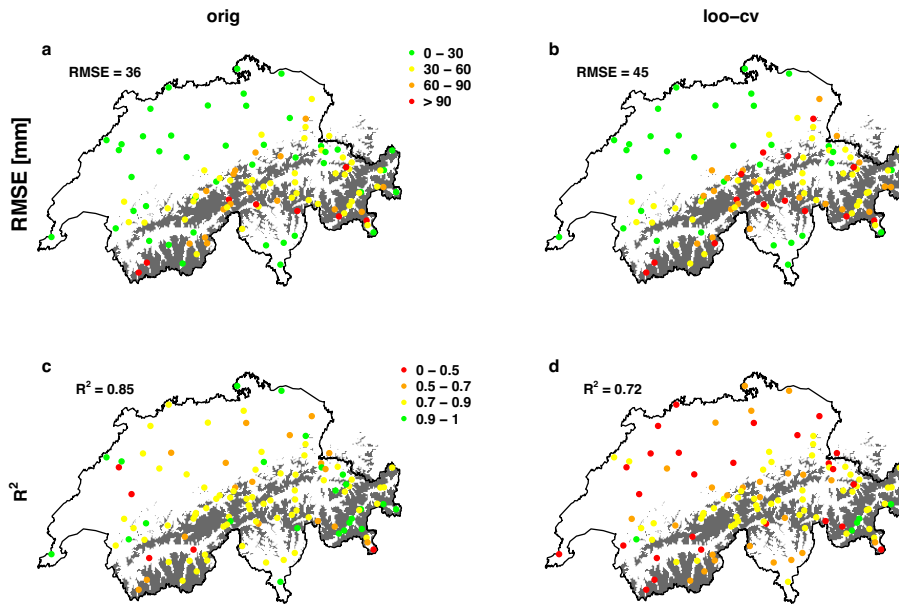 orig
loo−cv
a
RMSE = 36
0 − 30
30 − 60
60 − 90
> 90
b
RMSE = 45
RMSE [mm]
c
R² = 0.85
0 − 0.5
0.5 − 0.7
0.7 − 0.9
0.9 − 1
d
R² = 0.72
R²